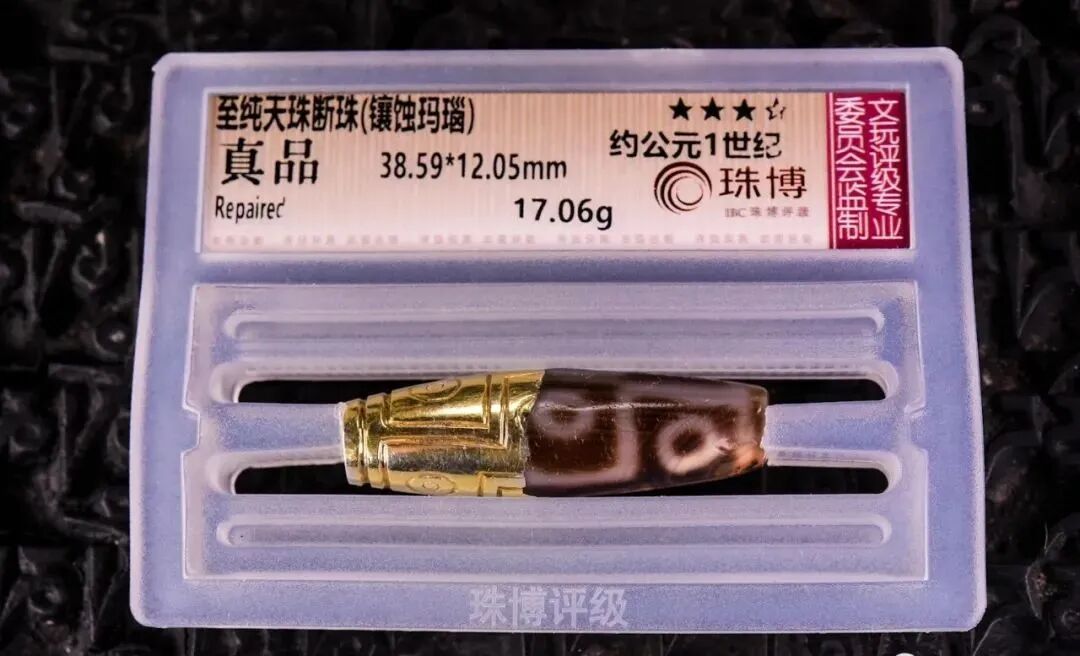 至纯天珠断珠(镶蚀玛瑙)
★★★
真品
38.59*12.05mm
约公元1世纪
珠博
Repaired
17.06g
文玩评级专业
委员会监制
珠博评级